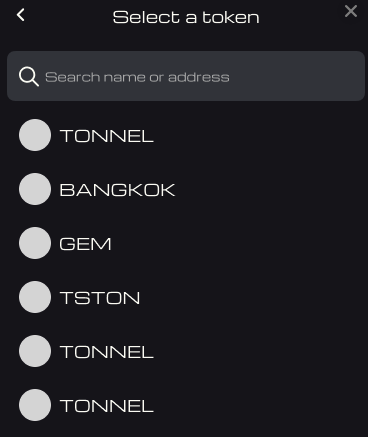 Select a token
Search name or address
TONNEL
BANGKOK
GEM
TSTON
TONNEL
TONNEL